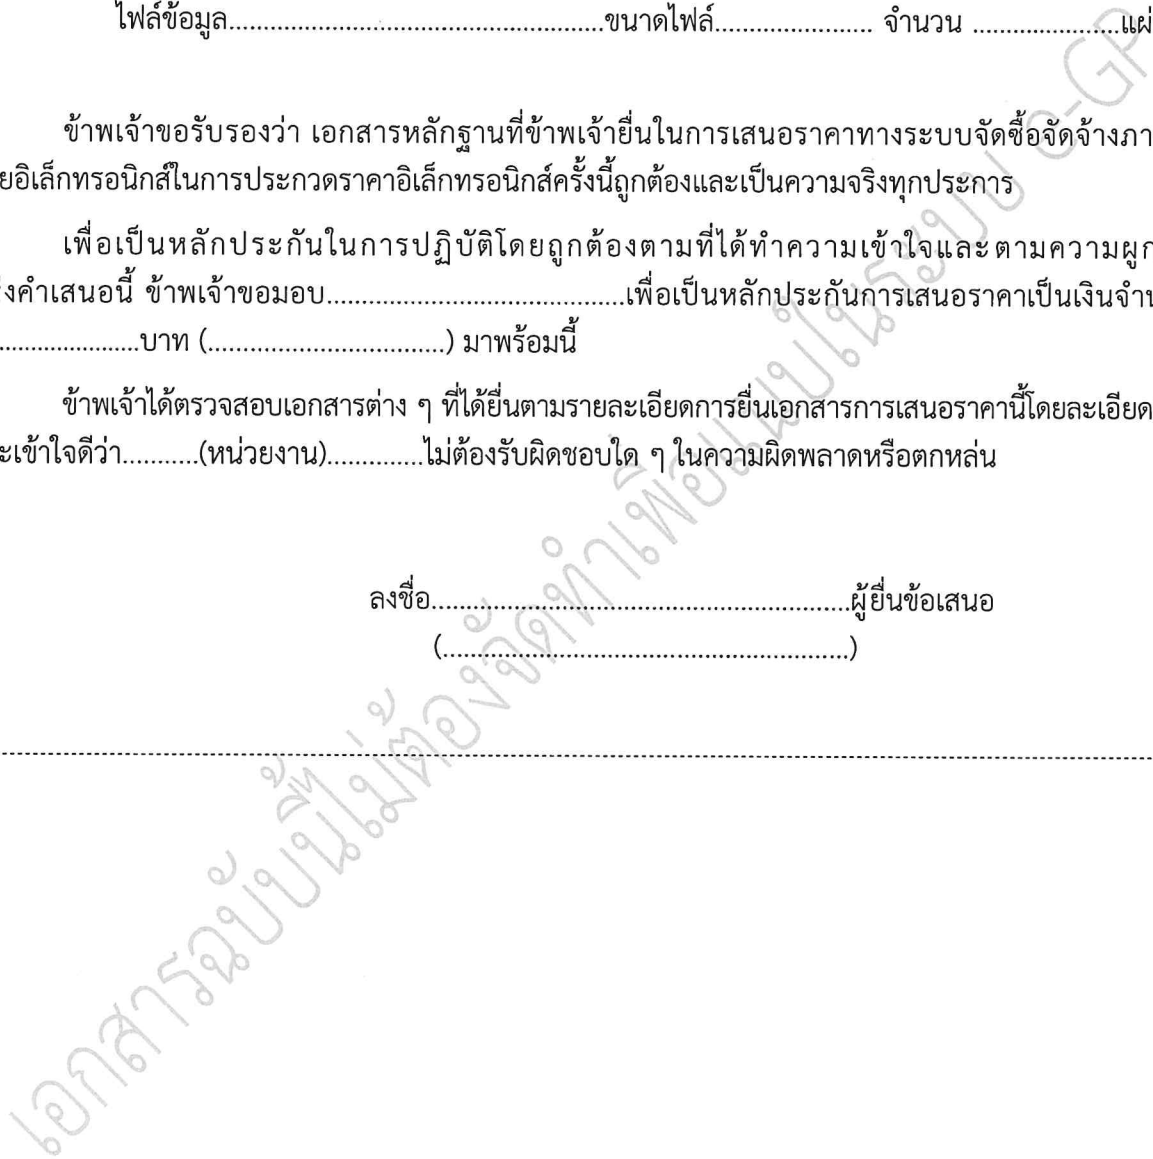 ไฟล์ข้อมูล........................................................ขนาดไฟล์....................... จำนวน ......................แผ่
ข้าพเจ้าขอรับรองว่า เอกสารหลักฐานที่ข้าพเจ้ายื่นในการเสนอราคาทางระบบจัดซื้อจัดจ้างภา
ยอิเล็กทรอนิกส์ในการประกวดราคาอิเล็กทรอนิกส์ครั้งนี้ถูกต้องและเป็นความจริงทุกประการ
เพื่อเป็นหลักประกันในการปฏิบัติโดยถูกต้องตามที่ได้ทำความเข้าใจและตามความผูก
งคำเสนอนี้ ข้าพเจ้าขอมอบ............................................เพื่อเป็นหลักประกันการเสนอราคาเป็นเงินจำน
.....................บาท (..................................) มาพร้อมนี้
ข้าพเจ้าได้ตรวจสอบเอกสารต่าง ๆ ที่ได้ยื่นตามรายละเอียดการยื่นเอกสารการเสนอราคานี้โดยละเอียด
ะเข้าใจดีว่า...........(หน่วยงาน)..............ไม่ต้องรับผิดชอบใด ๆ ในความผิดพลาดหรือตกหล่น
ลงชื่อ..............................................................ผู้ยื่นข้อเสนอ
(............................................................)
เอกสารฉบับนี้ไม่ต้องจัดทำเพื่อแนบในระบบ e-GP